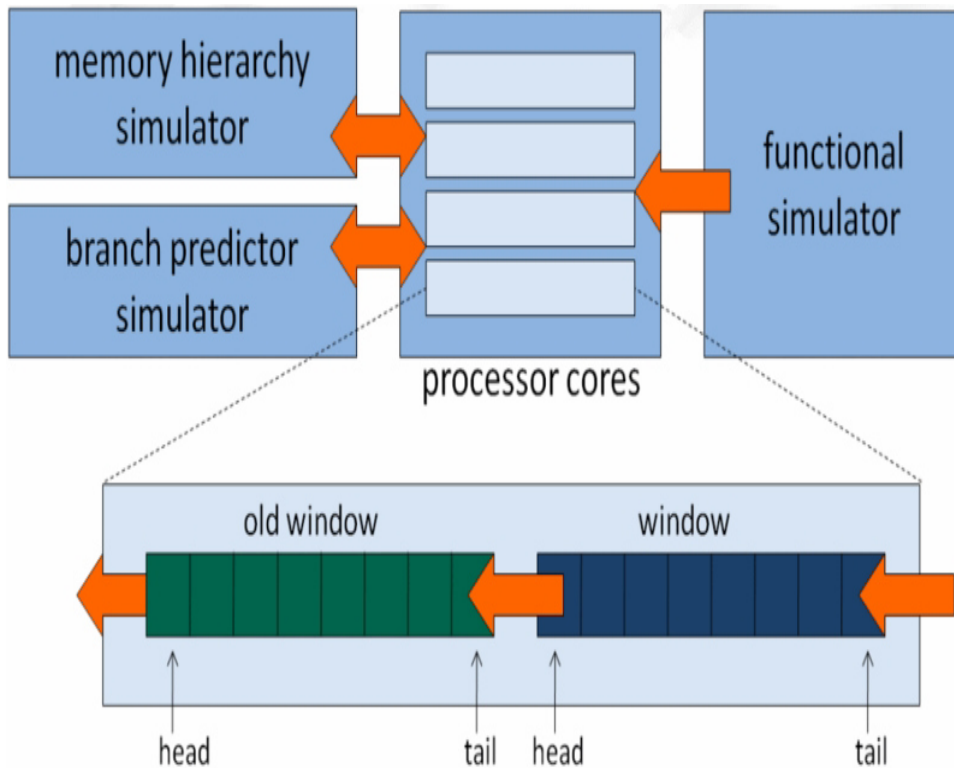 memory hierarchy
simulator
branch predictor
simulator
functional
simulator
processor cores
old window
window
head
tail
head
tail